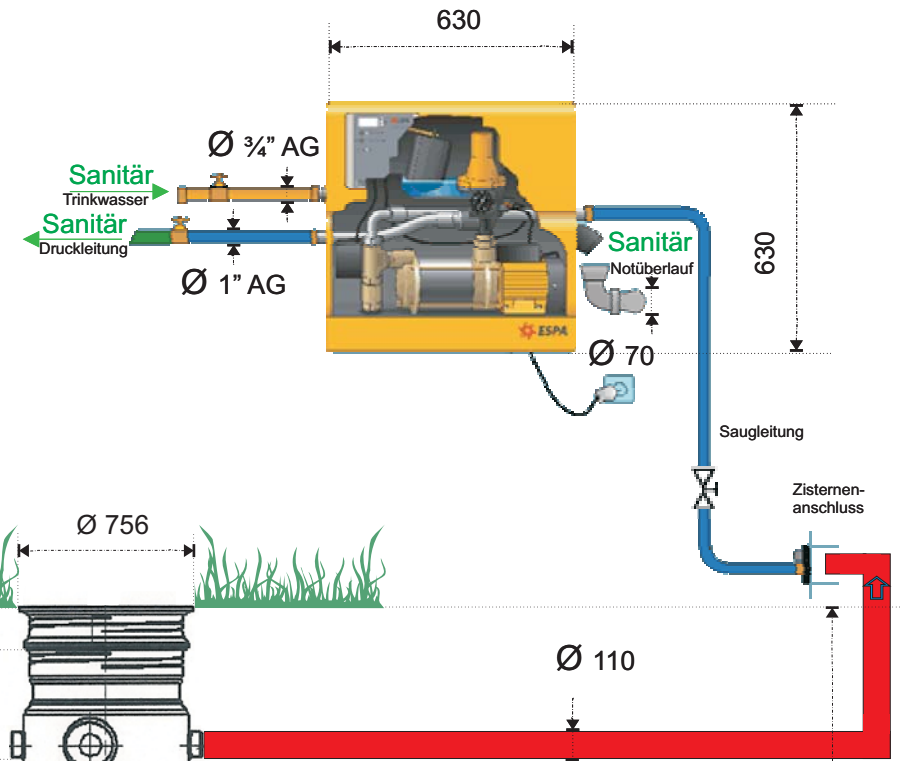 630
Ø ¾” AG
Sanitär
Trinkwasser
Sanitär
Druckleitung
Ø 1” AG
Sanitär
Notüberlauf
630
ESPA
Ø 70
Saugleitung
Zisternen-
anschluss
Ø 756
Ø 110